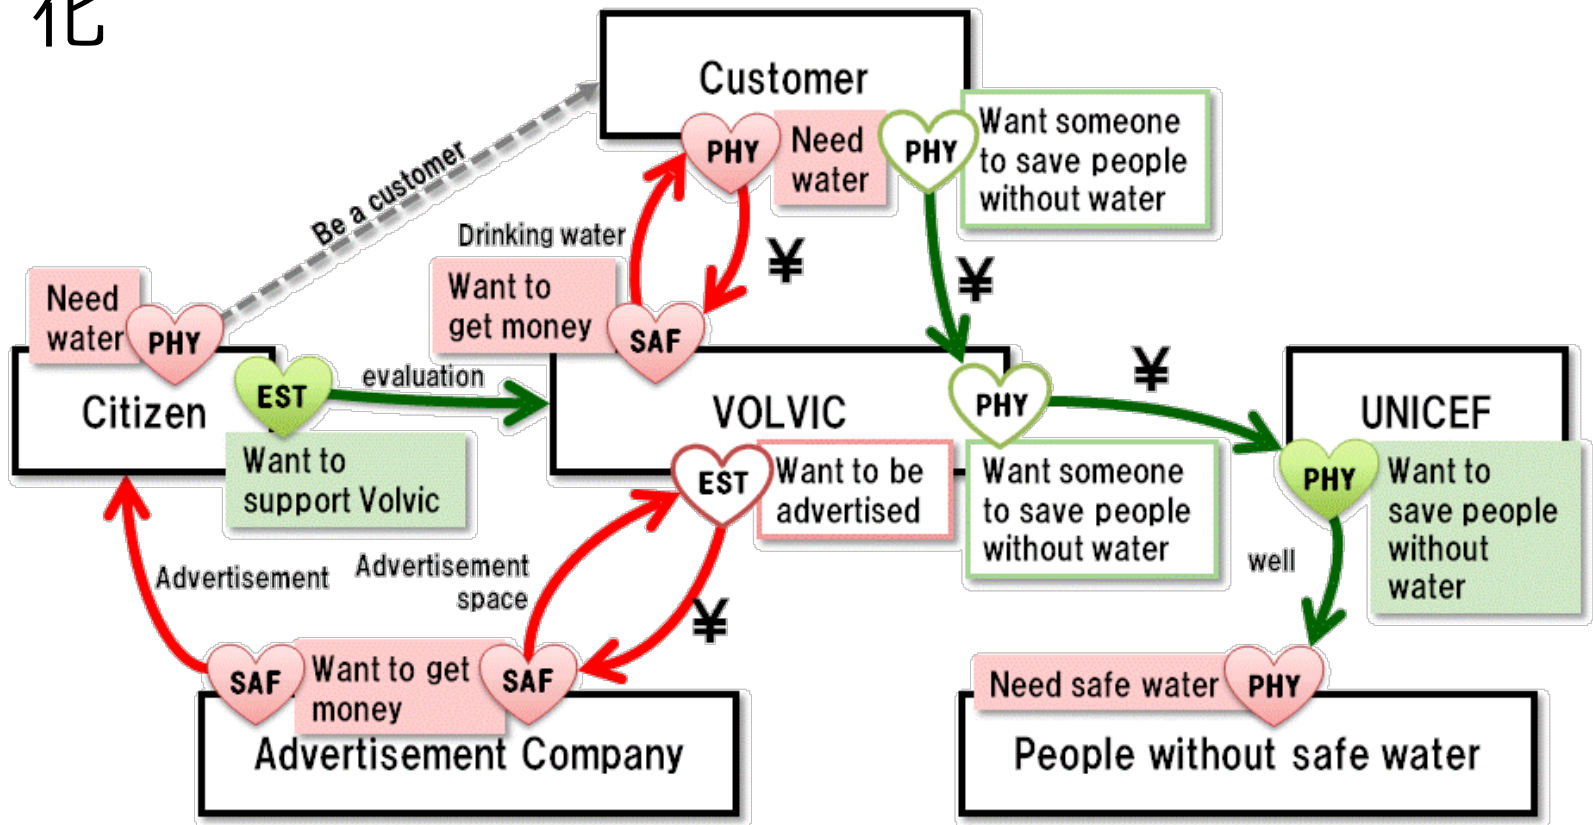 化
Customer
PHY
Need
water
PHY
Want someone
to save people
without water
Be a customer
Drinking water
¥
¥
Want to
get money
SAF
Need
water
PHY
Citizen
EST
evaluation
Want to
support Volvic
VOLVIC
PHY
¥
UNICEF
EST
Want to be
advertised
Want someone
to save people
without water
PHY
Want to
save people
without
water
Advertisement
Advertisement
space
¥
well
SAF
Want to get
money
SAF
Advertisement Company
Need safe water
PHY
People without safe water